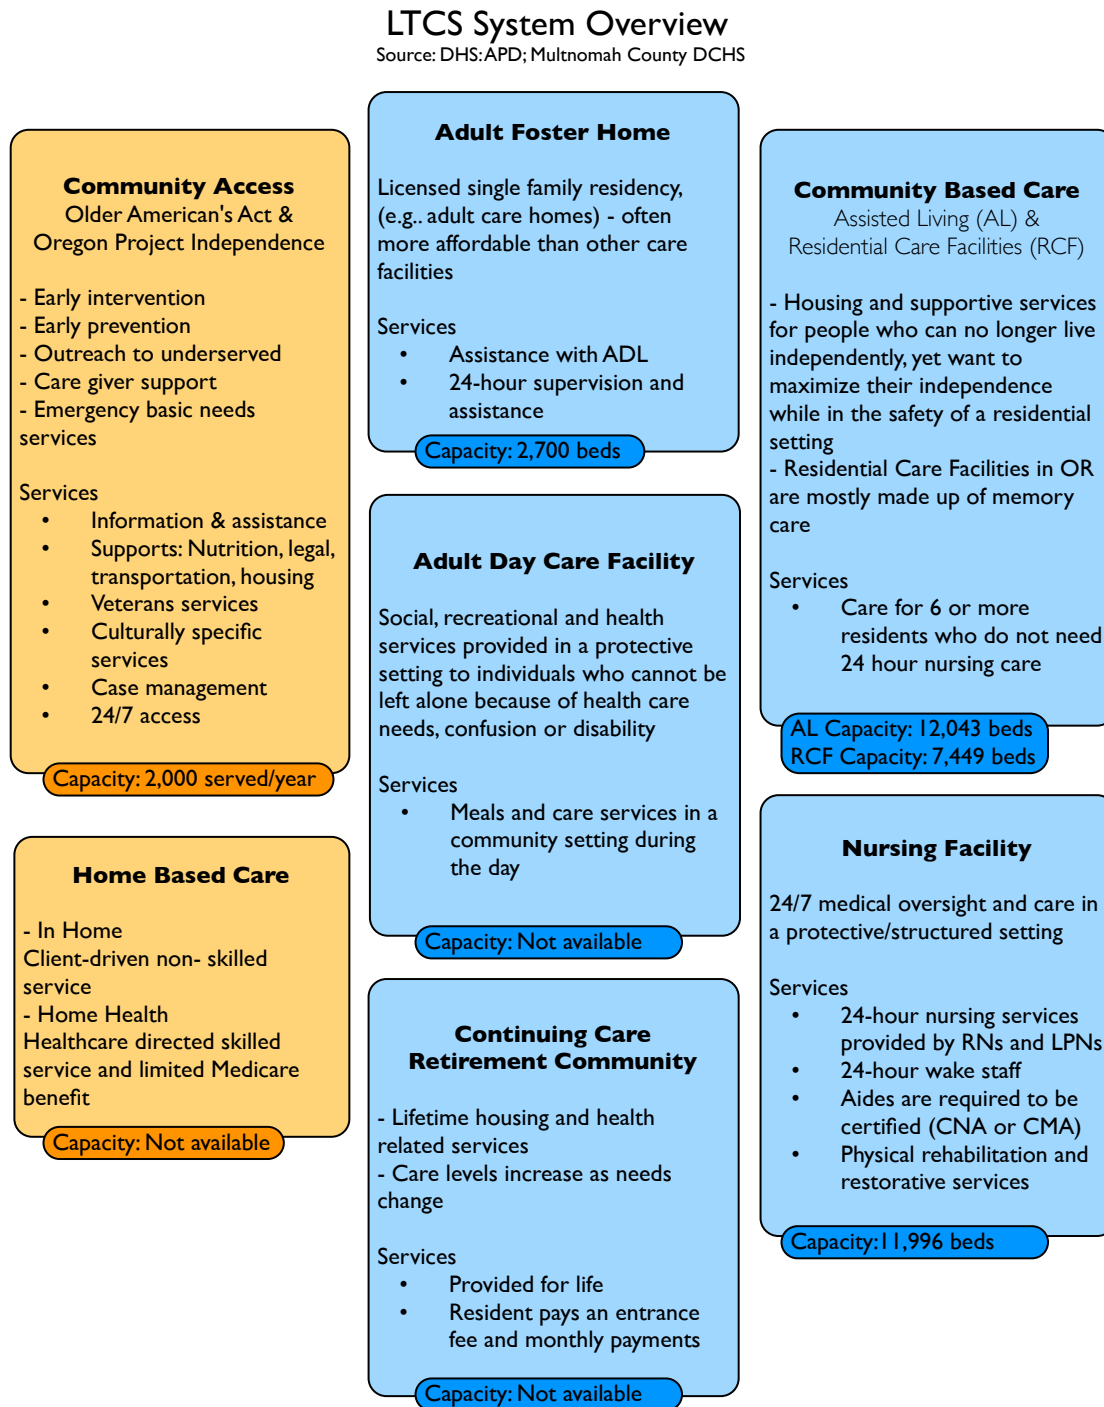 LTCS System Overview
Source: DHS:APD; Multnomah County DCHS
Community Access
Older American's Act &
Oregon Project Independence
- Early intervention
- Early prevention
- Outreach to underserved
- Care giver support
- Emergency basic needs
services
Services
• Information & assistance
• Supports: Nutrition, legal,
transportation, housing
• Veterans services
• Culturally specific
services
• Case management
• 24/7 access
Capacity: 2,000 served/year
Home Based Care
- In Home
Client-driven non- skilled
service
- Home Health
Healthcare directed skilled
service and limited Medicare
benefit
Capacity: Not available
Adult Foster Home
Licensed single family residency,
(e.g.. adult care homes) - often
more affordable than other care
facilities
Services
• Assistance with ADL
• 24-hour supervision and
assistance
Capacity: 2,700 beds
Adult Day Care Facility
Social, recreational and health
services provided in a protective
setting to individuals who cannot be
left alone because of health care
needs, confusion or disability
Services
• Meals and care services in a
community setting during
the day
Capacity: Not available
Continuing Care
Retirement Community
- Lifetime housing and health
related services
- Care levels increase as needs
change
Services
• Provided for life
• Resident pays an entrance
fee and monthly payments
Capacity: Not available
Community Based Care
Assisted Living (AL) &
Residential Care Facilities (RCF)
- Housing and supportive services
for people who can no longer live
independently, yet want to
maximize their independence
while in the safety of a residential
setting
- Residential Care Facilities in OR
are mostly made up of memory
care
Services
• Care for 6 or more
residents who do not need
24 hour nursing care
AL Capacity: 12,043 beds
RCF Capacity: 7,449 beds
Nursing Facility
24/7 medical oversight and care in
a protective/structured setting
Services
• 24-hour nursing services
provided by RNs and LPNs
• 24-hour wake staff
• Aides are required to be
certified (CNA or CMA)
• Physical rehabilitation and
restorative services
Capacity:11,996 beds